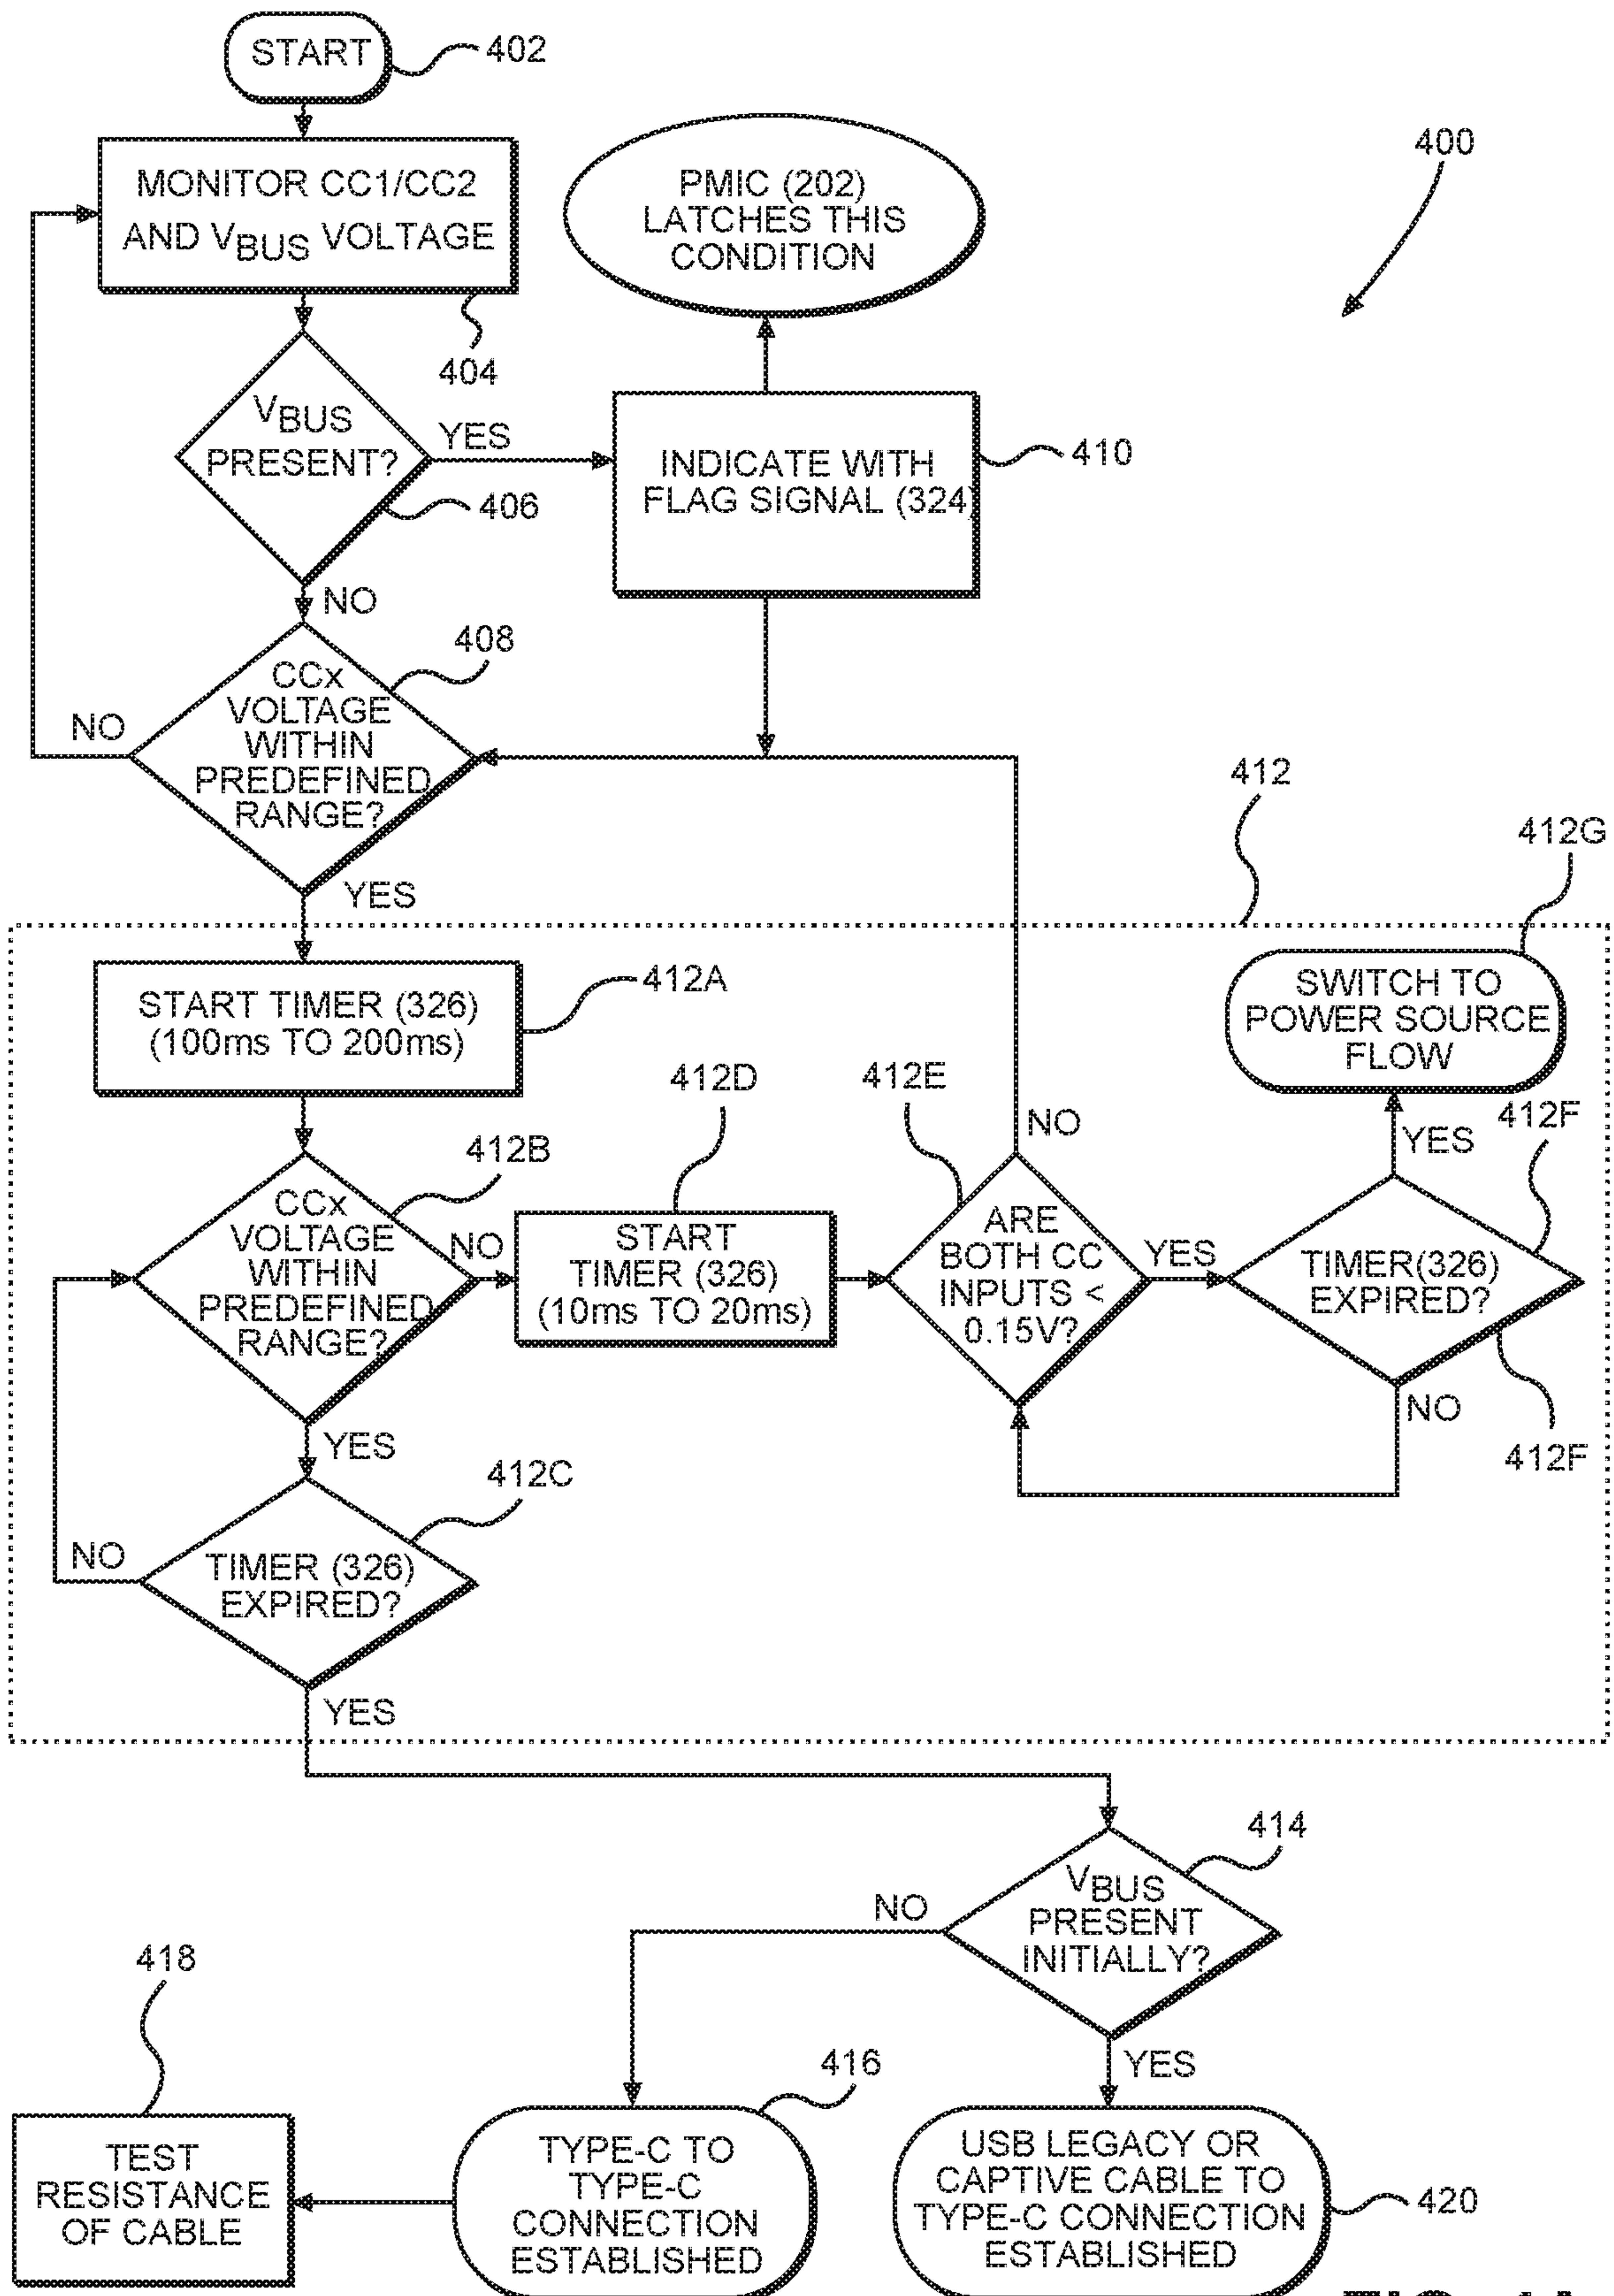 START
402
MONITOR CC1/CC2
AND VBUS VOLTAGE
404
PMIC (202)
LATCHES THIS
CONDITION
400
VBUS
PRESENT?
YES
406
NO
INDICATE WITH
FLAG SIGNAL (324)
410
408
CCx
VOLTAGE
WITHIN
PREDEFINED
RANGE?
NO
YES
412
412G
START TIMER (326)
(100ms TO 200ms)
412A
SWITCH TO
POWER SOURCE
FLOW
412B
CCx
VOLTAGE
WITHIN
PREDEFINED
RANGE?
NO
YES
412D
START
TIMER (326)
(10ms TO 20ms)
412E
NO
ARE
BOTH CC
INPUTS <
0.15V?
YES
YES
412F
TIMER(326)
EXPIRED?
NO
412F
412C
TIMER (326)
EXPIRED?
NO
YES
414
VBUS
PRESENT
INITIALLY?
NO
YES
418
TEST
RESISTANCE
OF CABLE
416
TYPE-C TO
TYPE-C
CONNECTION
ESTABLISHED
USB LEGACY OR
CAPTIVE CABLE TO
TYPE-C CONNECTION
ESTABLISHED
420